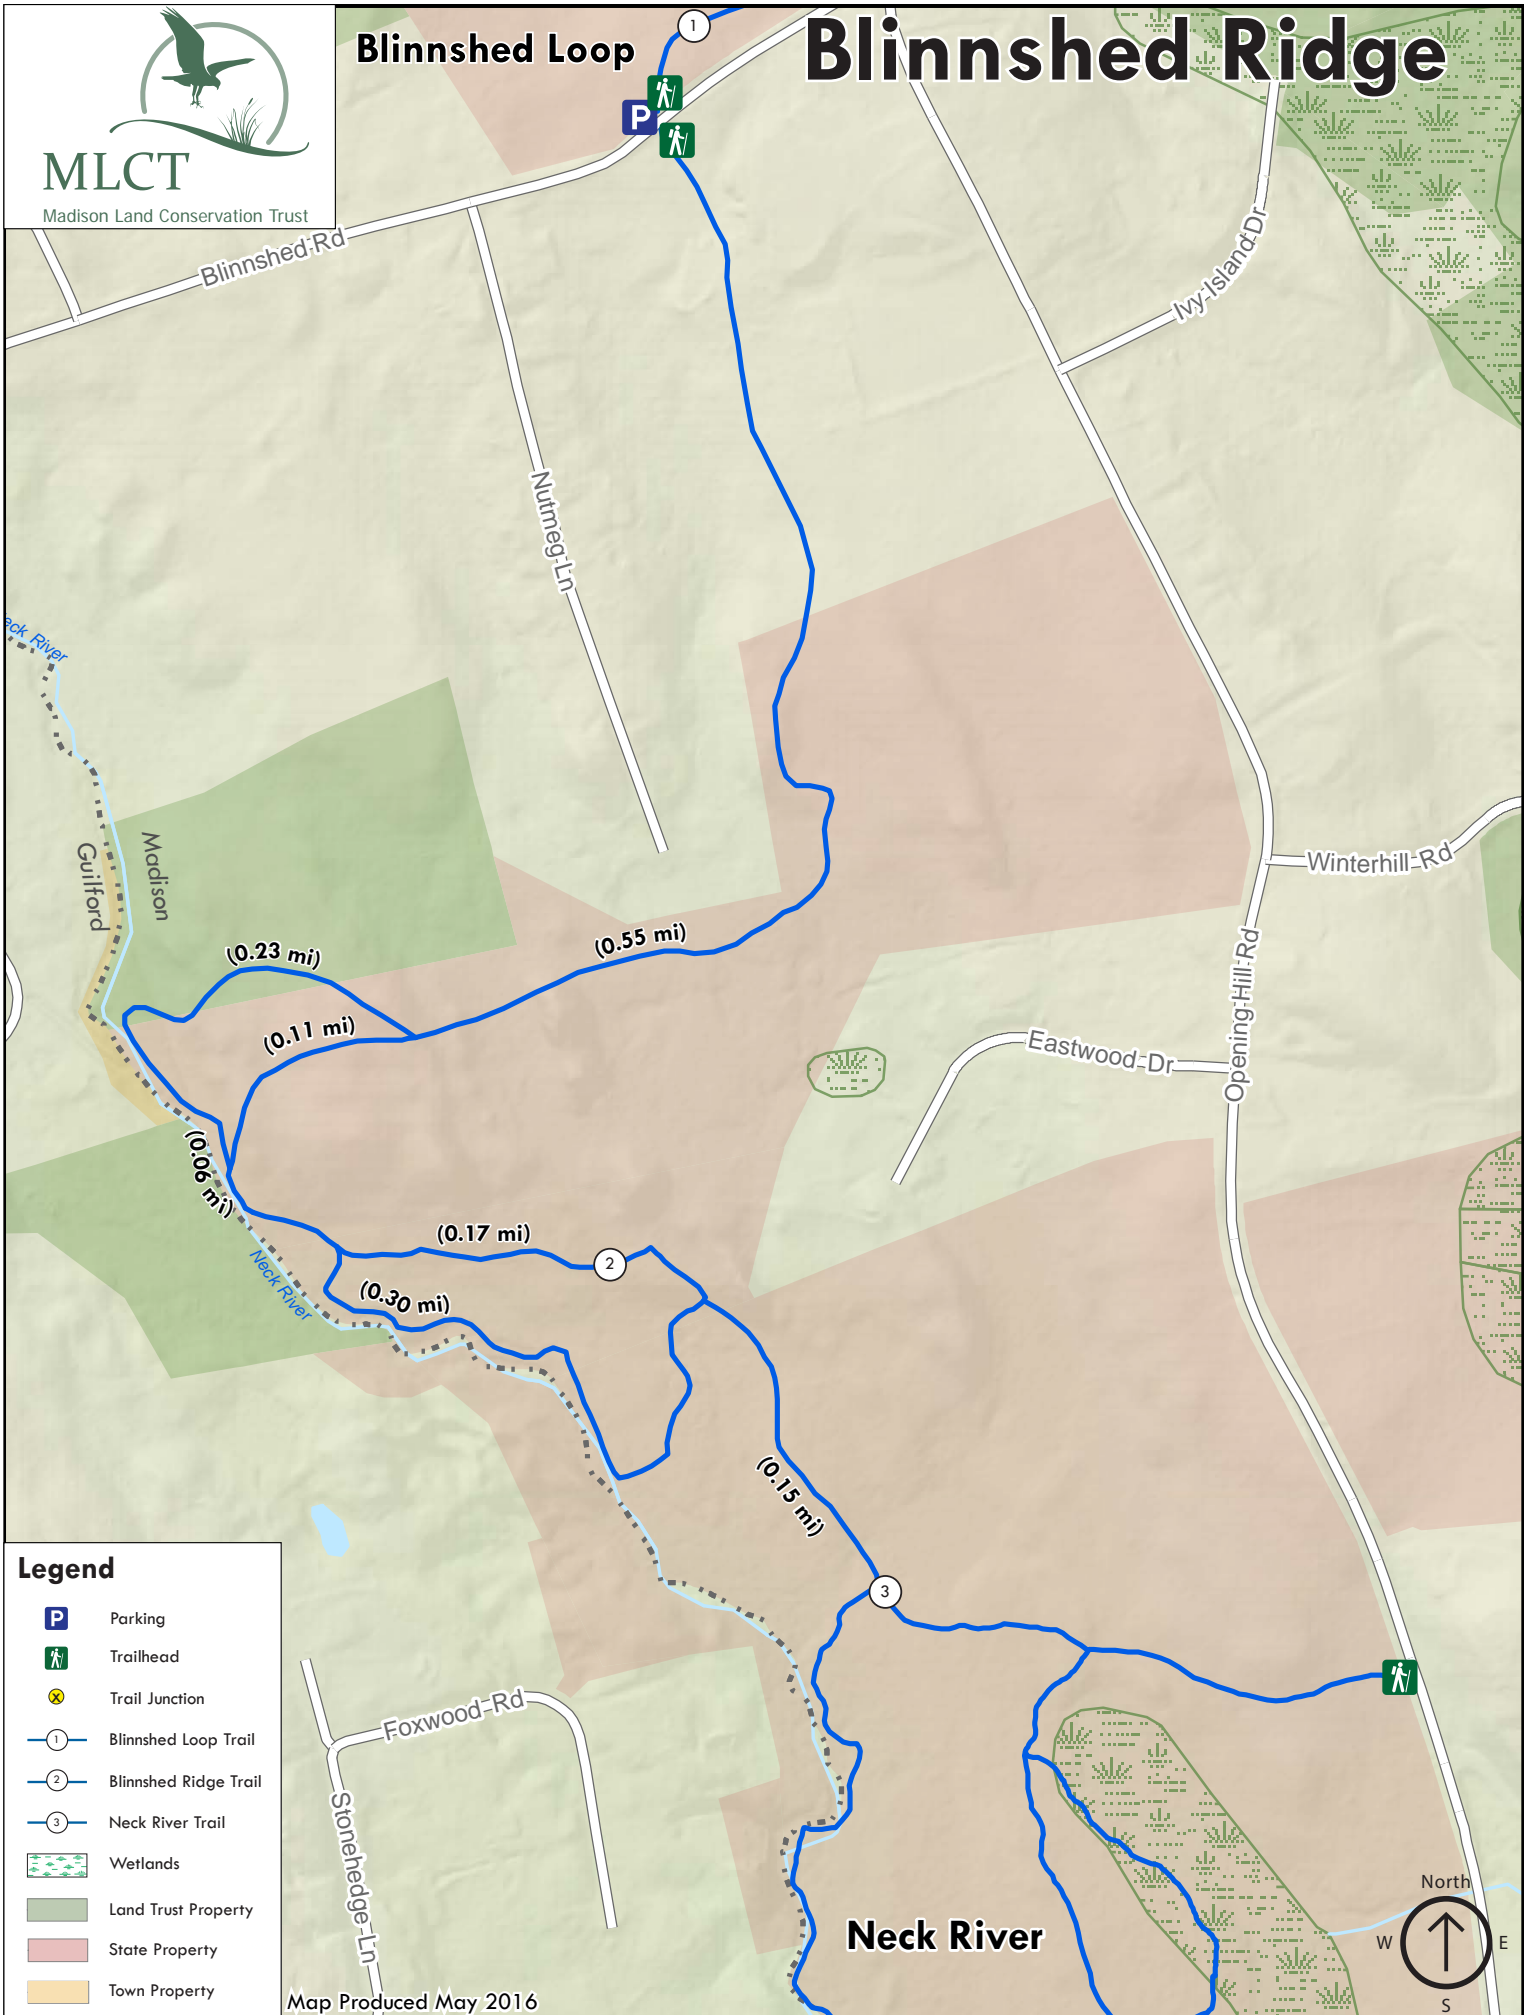 MLCT
Madison Land Conservation Trust
Blinnshed Loop
1
Blinnshed Ridge
P
Blinnshed Rd
Ivy Island Dr
Nutmeg Ln
eck River
Madison
Guilford
Winterhill Rd
(0.23 mi)
(0.55 mi)
(0.11 mi)
Opening Hill Rd
Eastwood Dr
(0.06 mi)
(0.17 mi)
2
Neck River
(0.30 mi)
(0.15 mi)
3
Foxwood Rd
Stonehedge Ln
Neck River
North
W
E
S
Legend
P Parking
Trailhead
X Trail Junction
1 Blinnshed Loop Trail
2 Blinnshed Ridge Trail
3 Neck River Trail
Wetlands
Land Trust Property
State Property
Town Property
Map Produced May 2016